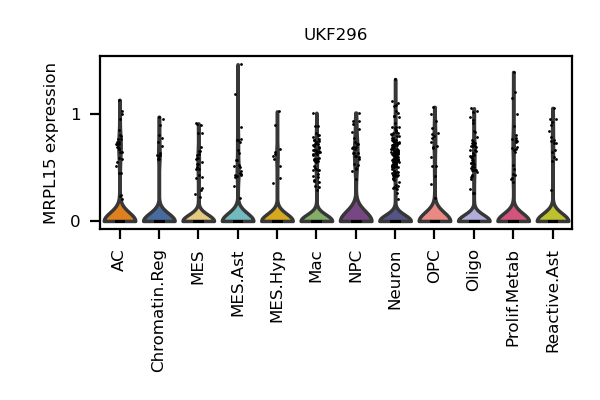 UKF296
MRPL15 expression
1
0
AC
Chromatin.Reg
MES
MES.Ast
MES.Hyp
Mac
NPC
Neuron
OPC
Oligo
Prolif.Metab
Reactive.Ast